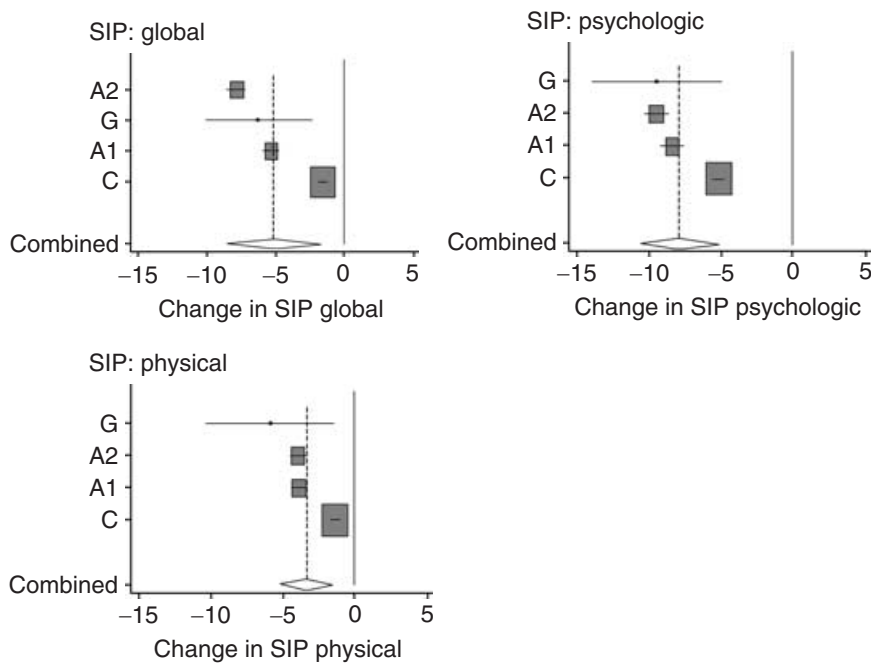 SIP: global
A2
G
A1
C
Combined
−15 −10 −5 0 5
Change in SIP global
SIP: psychologic
G
A2
A1
C
Combined
−15 −10 −5 0 5
Change in SIP psychologic
SIP: physical
G
A2
A1
C
Combined
−15 −10 −5 0 5
Change in SIP physical